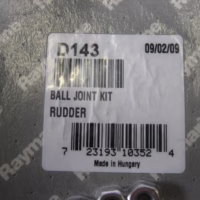 D143 09/02/09
BALL JOINT KIT
RUDDER
7 23193 10352 4
Made in Hungary